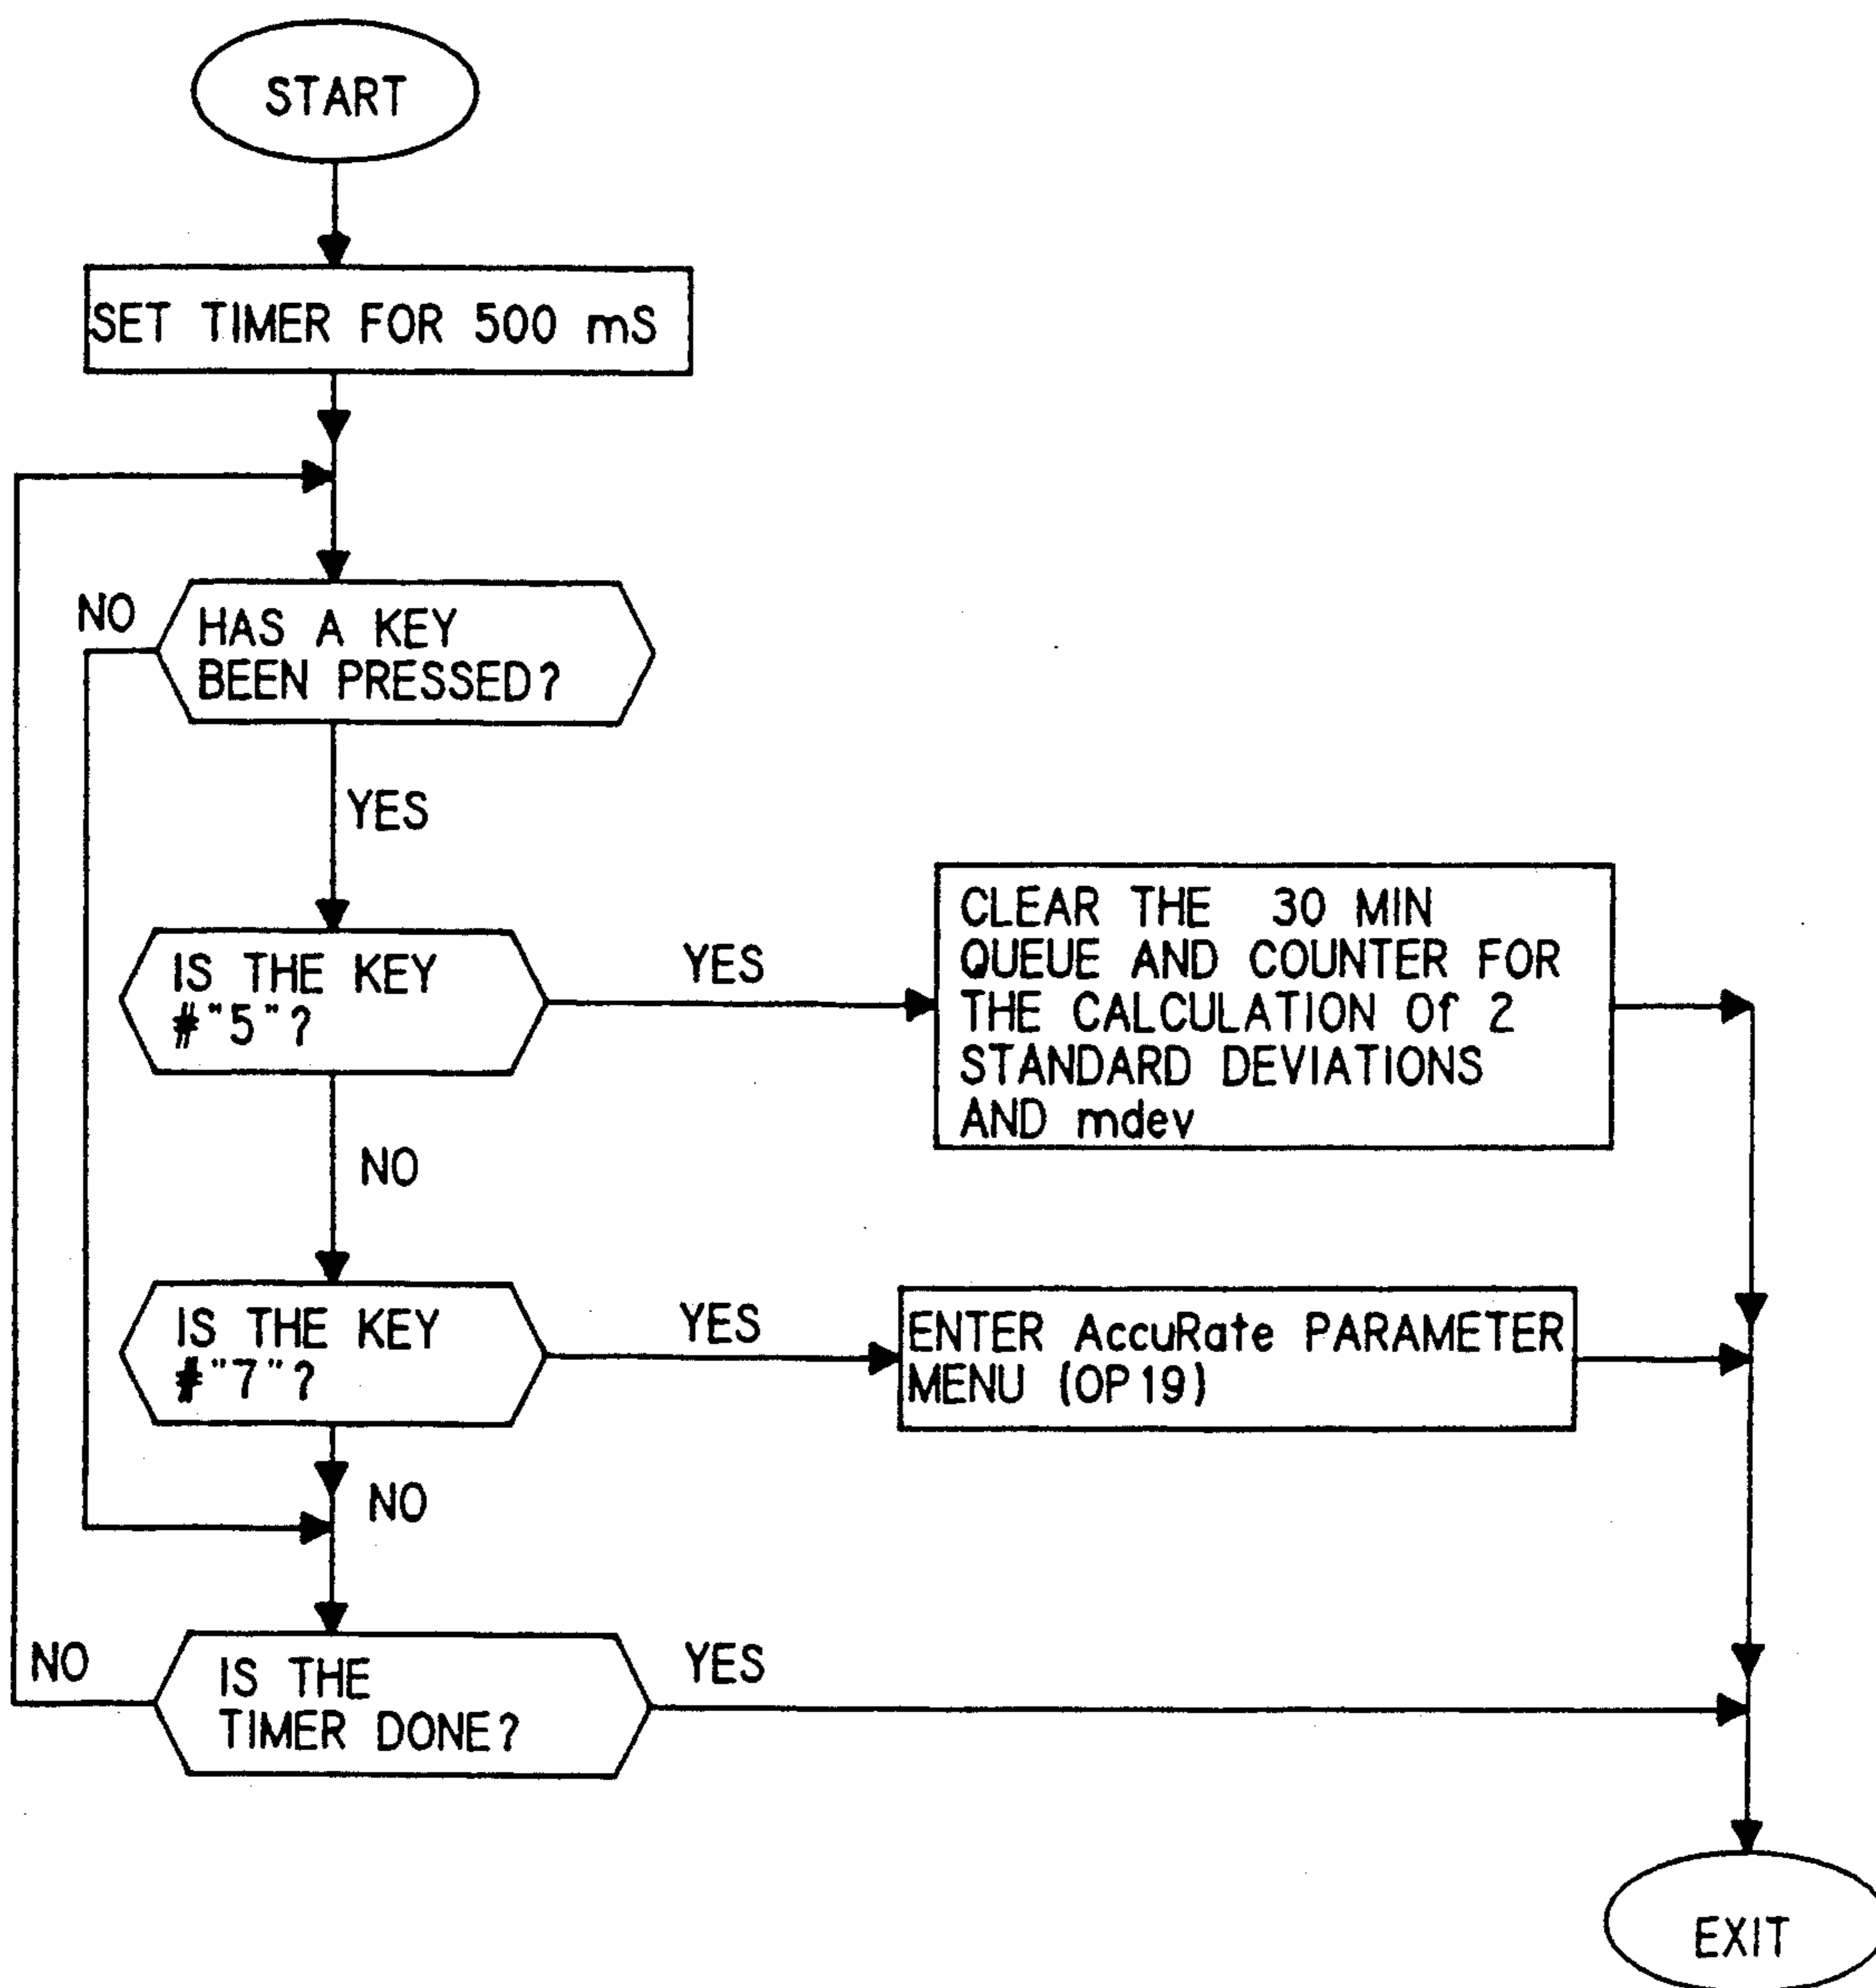 START
SET TIMER FOR 500 mS
NO
HAS A KEY
BEEN PRESSED?
YES
IS THE KEY
#"5"?
YES
CLEAR THE 30 MIN
QUEUE AND COUNTER FOR
THE CALCULATION Of 2
STANDARD DEVIATIONS
AND mdev
NO
IS THE KEY
#"7"?
YES
ENTER AccuRate PARAMETER
MENU (OP19)
NO
NO
IS THE
TIMER DONE?
YES
EXIT